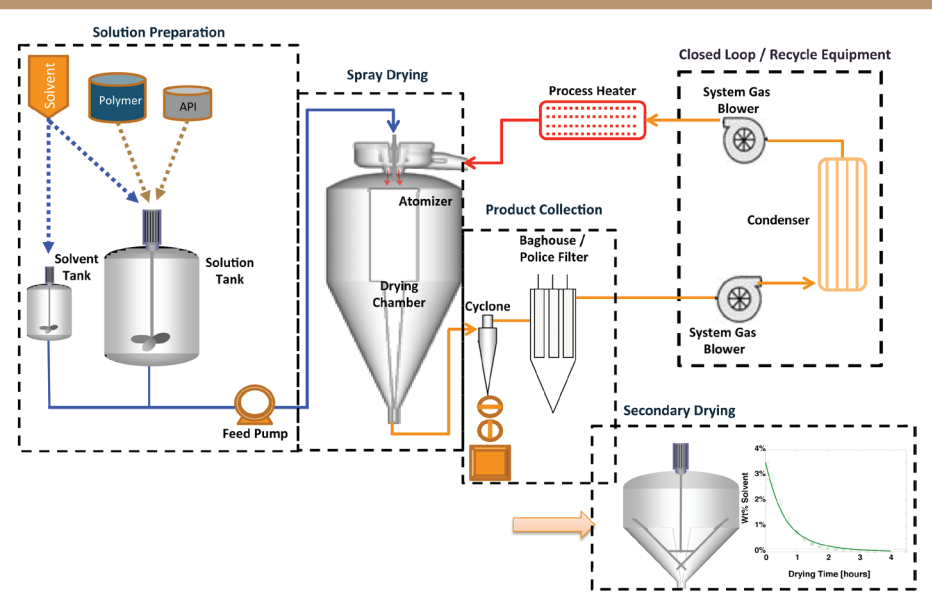 Solution Preparation
Solvent
Polymer
API
Solvent
Tank
Solution
Tank
Feed Pump
Spray Drying
Atomizer
Drying
Chamber
Process Heater
Closed Loop / Recycle Equipment
System Gas
Blower
Condenser
System Gas
Blower
Product Collection
Baghouse /
Police Filter
Cyclone
Secondary Drying
Wt% Solvent
4%
3%
2%
1%
0%
0 1 2 3 4
Drying Time [hours]